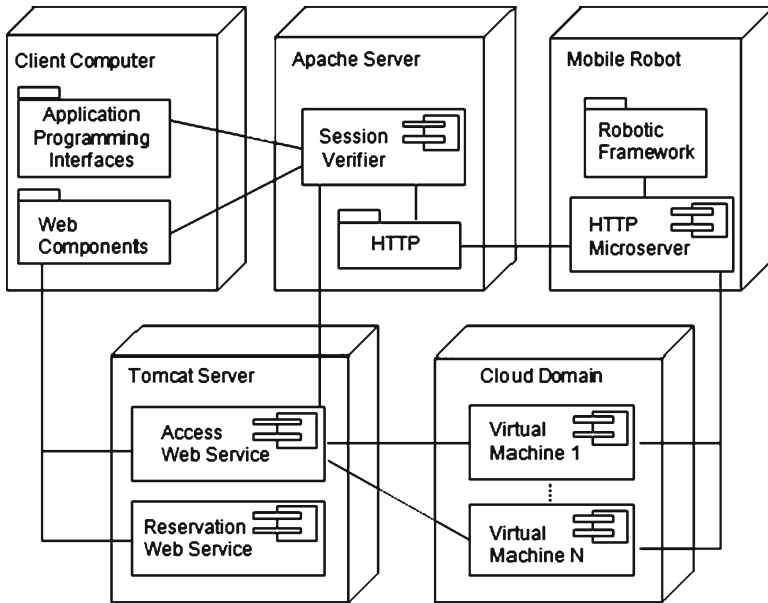 Client Computer
Application
Programming
Interfaces
Web
Components
Apache Server
Session
Verifier
HTTP
Mobile Robot
Robotic
Framework
HTTP
Microserver
Tomcat Server
Access
Web Service
Reservation
Web Service
Cloud Domain
Virtual
Machine 1
Virtual
Machine N